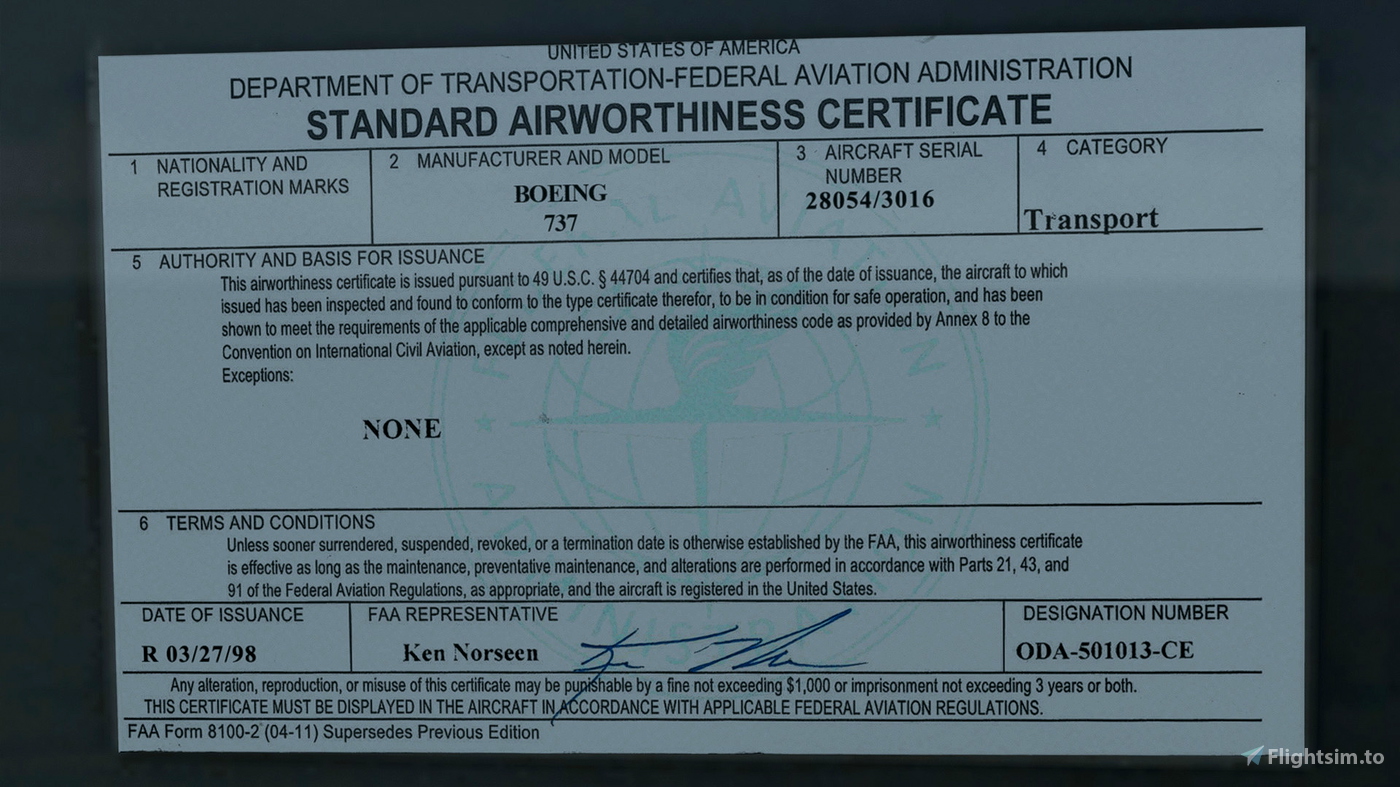 UNITED STATES OF AMERICA
DEPARTMENT OF TRANSPORTATION-FEDERAL AVIATION ADMINISTRATION
STANDARD AIRWORTHINESS CERTIFICATE
1 NATIONALITY AND
REGISTRATION MARKS
2 MANUFACTURER AND MODEL
BOEING
737
3 AIRCRAFT SERIAL
NUMBER
28054/3016
4 CATEGORY
Transport
5 AUTHORITY AND BASIS FOR ISSUANCE
This airworthiness certificate is issued pursuant to 49 U.S.C. § 44704 and certifies that, as of the date of issuance, the aircraft to which
issued has been inspected and found to conform to the type certificate therefor, to be in condition for safe operation, and has been
shown to meet the requirements of the applicable comprehensive and detailed airworthiness code as provided by Annex 8 to the
Convention on International Civil Aviation, except as noted herein.
Exceptions:
NONE
6 TERMS AND CONDITIONS
Unless sooner surrendered, suspended, revoked, or a termination date is otherwise established by the FAA, this airworthiness certificate
is effective as long as the maintenance, preventative maintenance, and alterations are performed in accordance with Parts 21, 43, and
91 of the Federal Aviation Regulations, as appropriate, and the aircraft is registered in the United States.
DATE OF ISSUANCE
R 03/27/98
FAA REPRESENTATIVE
Ken Norseen
DESIGNATION NUMBER
ODA-501013-CE
Any alteration, reproduction, or misuse of this certificate may be punishable by a fine not exceeding $1,000 or imprisonment not exceeding 3 years or both.
THIS CERTIFICATE MUST BE DISPLAYED IN THE AIRCRAFT IN ACCORDANCE WITH APPLICABLE FEDERAL AVIATION REGULATIONS.
FAA Form 8100-2 (04-11) Supersedes Previous Edition
Flightsim.to